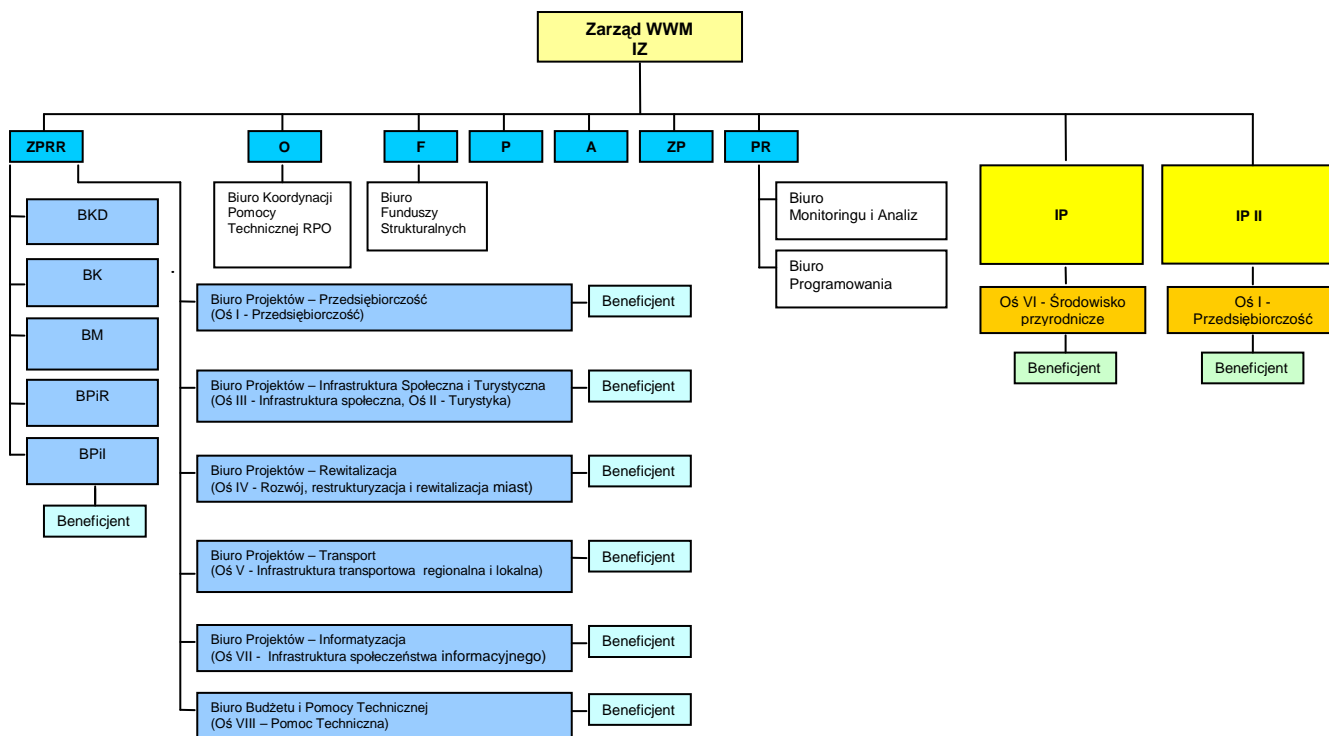 Zarząd WWM
IZ
ZPRR
O
F
P
A
ZP
PR
Biuro Koordynacji
Pomocy
Technicznej RPO
Biuro
Funduszy
Strukturalnych
Biuro
Monitoringu i Analiz
Biuro
Programowania
IP
IP II
Oś VI - Środowisko
przyrodnicze
Oś I -
Przedsiębiorczość
Beneficjent
Beneficjent
BKD
BK
BM
BPiR
BPiI
Beneficjent
Biuro Projektów – Przedsiębiorczość
(Oś I - Przedsiębiorczość)
Beneficjent
Biuro Projektów – Infrastruktura Społeczna i Turystyczna
(Oś III - Infrastruktura społeczna, Oś II - Turystyka)
Beneficjent
Biuro Projektów – Rewitalizacja
(Oś IV - Rozwój, restrukturyzacja i rewitalizacja miast)
Beneficjent
Biuro Projektów – Transport
(Oś V - Infrastruktura transportowa regionalna i lokalna)
Beneficjent
Biuro Projektów – Informatyzacja
(Oś VII - Infrastruktura społeczeństwa informacyjnego)
Beneficjent
Biuro Budżetu i Pomocy Technicznej
(Oś VIII – Pomoc Techniczna)
Beneficjent